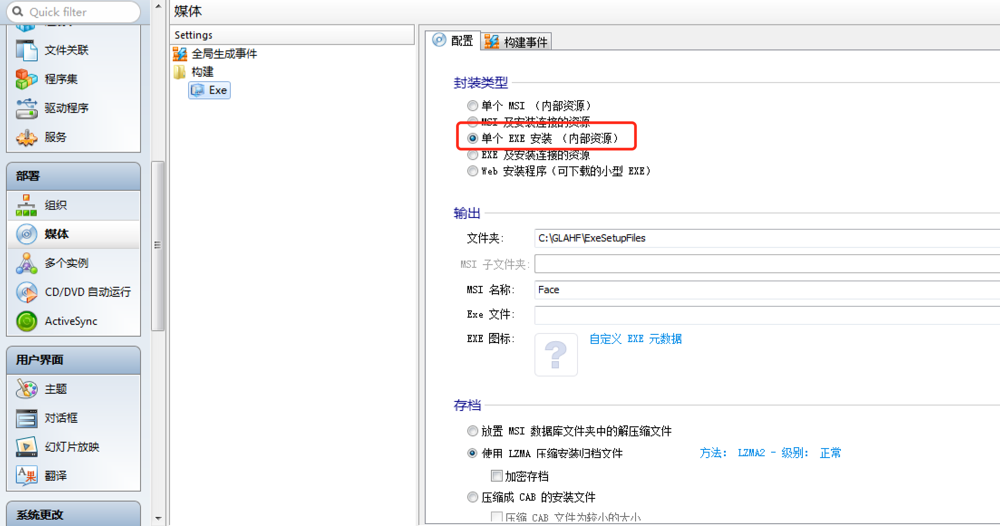 Quick filter
文件关联
程序集
驱动程序
服务
部署
组织
媒体
多个实例
CD/DVD 自动运行
ActiveSync
用户界面
主题
对话框
幻灯片放映
翻译
系统更改
媒体
Settings
全局生成事件
构建
Exe
配置
构建事件
封装类型
单个 MSI （内部资源）
MSI 及安装连接的资源
单个 EXE 安装 （内部资源）
EXE 及安装连接的资源
Web 安装程序（可下载的小型 EXE）
输出
文件夹: C:\GLAHF\ExeSetupFiles
MSI 子文件夹:
MSI 名称: Face
Exe 文件:
EXE 图标: 自定义 EXE 元数据
存档
放置 MSI 数据库文件夹中的解压缩文件
使用 LZMA 压缩安装归档文件 方法: LZMA2 - 级别: 正常
加密存档
压缩成 CAB 的安装文件
压缩 CAB 文件为较小的大小